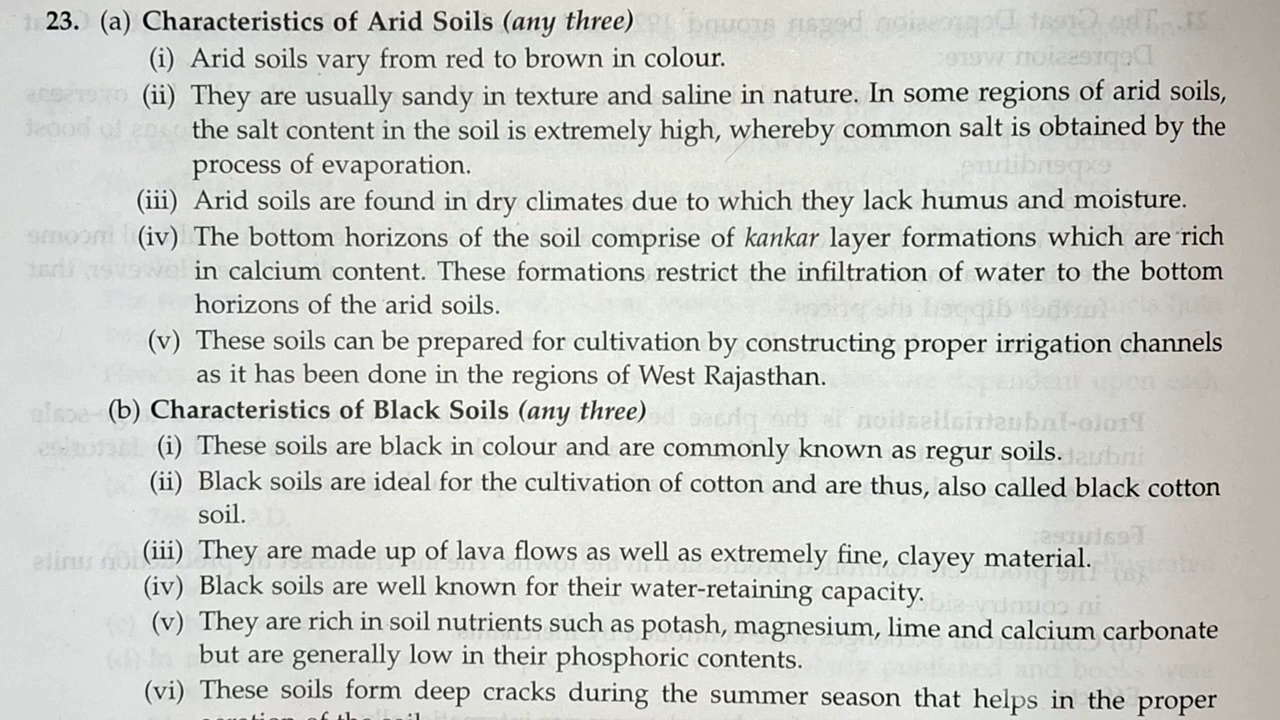 23. (a) Characteristics of Arid Soils (any three)
(i) Arid soils vary from red to brown in colour.
(ii) They are usually sandy in texture and saline in nature. In some regions of arid soils,
the salt content in the soil is extremely high, whereby common salt is obtained by the
process of evaporation.
(iii) Arid soils are found in dry climates due to which they lack humus and moisture.
(iv) The bottom horizons of the soil comprise of kankar layer formations which are rich
in calcium content. These formations restrict the infiltration of water to the bottom
horizons of the arid soils.
(v) These soils can be prepared for cultivation by constructing proper irrigation channels
as it has been done in the regions of West Rajasthan.
(b) Characteristics of Black Soils (any three)
(i) These soils are black in colour and are commonly known as regur soils.
(ii) Black soils are ideal for the cultivation of cotton and are thus, also called black cotton
soil.
(iii) They are made up of lava flows as well as extremely fine, clayey material.
(iv) Black soils are well known for their water-retaining capacity.
(v) They are rich in soil nutrients such as potash, magnesium, lime and calcium carbonate
but are generally low in their phosphoric contents.
(vi) These soils form deep cracks during the summer season that helps in the proper